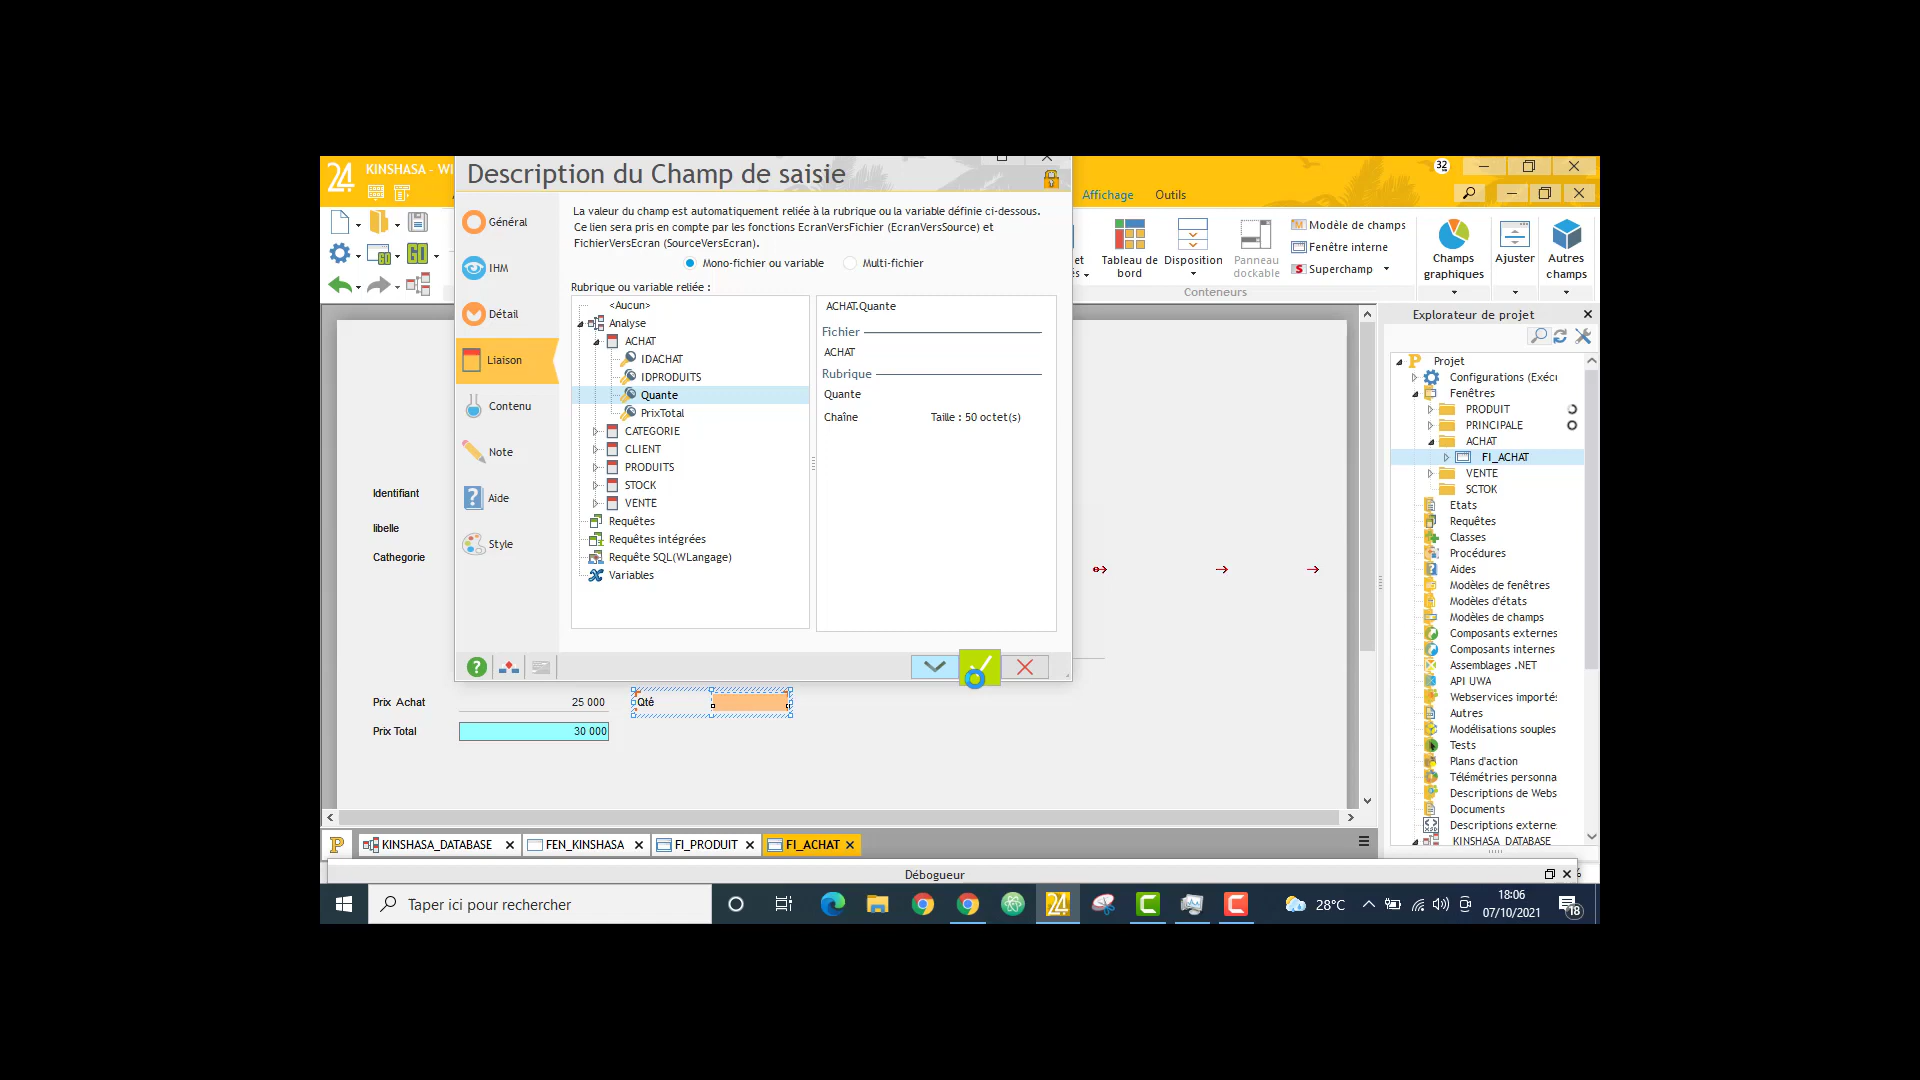 24
KINSHASA - WI
Description du Champ de saisie
32
Affichage
Outils
Général
IHM
Détail
Liaison
Contenu
Note
Aide
Style
La valeur du champ est automatiquement reliée à la rubrique ou la variable définie ci-dessous.
Ce lien sera pris en compte par les fonctions EcranVersFichier (EcranVersSource) et
FichierVersEcran (SourceVersEcran).
Mono-fichier ou variable
Multi-fichier
Rubrique ou variable reliée :
<Aucun>
Analyse
ACHAT
IDACHAT
IDPRODUITS
Quante
PrixTotal
CATEGORIE
CLIENT
PRODUITS
STOCK
VENTE
Requêtes
Requêtes intégrées
Requête SQL(WLangage)
Variables
ACHAT.Quante
Fichier
ACHAT
Rubrique
Quante
Chaîne
Taille : 50 octet(s)
Tableau de bord
Disposition
Panneau dockable
Modèle de champs
Fenêtre interne
Superchamp
Champs graphiques
Ajuster
Autres champs
Conteneurs
Identifiant
libelle
Cathegorie
Prix Achat
25 000
Qté
Prix Total
30 000
Explorateur de projet
Projet
Configurations (Exécu
Fenêtres
PRODUIT
PRINCIPALE
ACHAT
FI_ACHAT
VENTE
SCTOK
Etats
Requêtes
Classes
Procédures
Aides
Modèles de fenêtres
Modèles d'états
Modèles de champs
Composants externes
Composants internes
Assemblages .NET
API UWA
Webservices importés
Autres
Modélisations souples
Tests
Plans d'action
Télémétries personna
Descriptions de Webs
Documents
Descriptions externe
KINSHASA_DATABASE
KINSHASA_DATABASE
FEN_KINSHASA
FI_PRODUIT
FI_ACHAT
Débogueur
Taper ici pour rechercher
24
28°C
18:06
07/10/2021
18